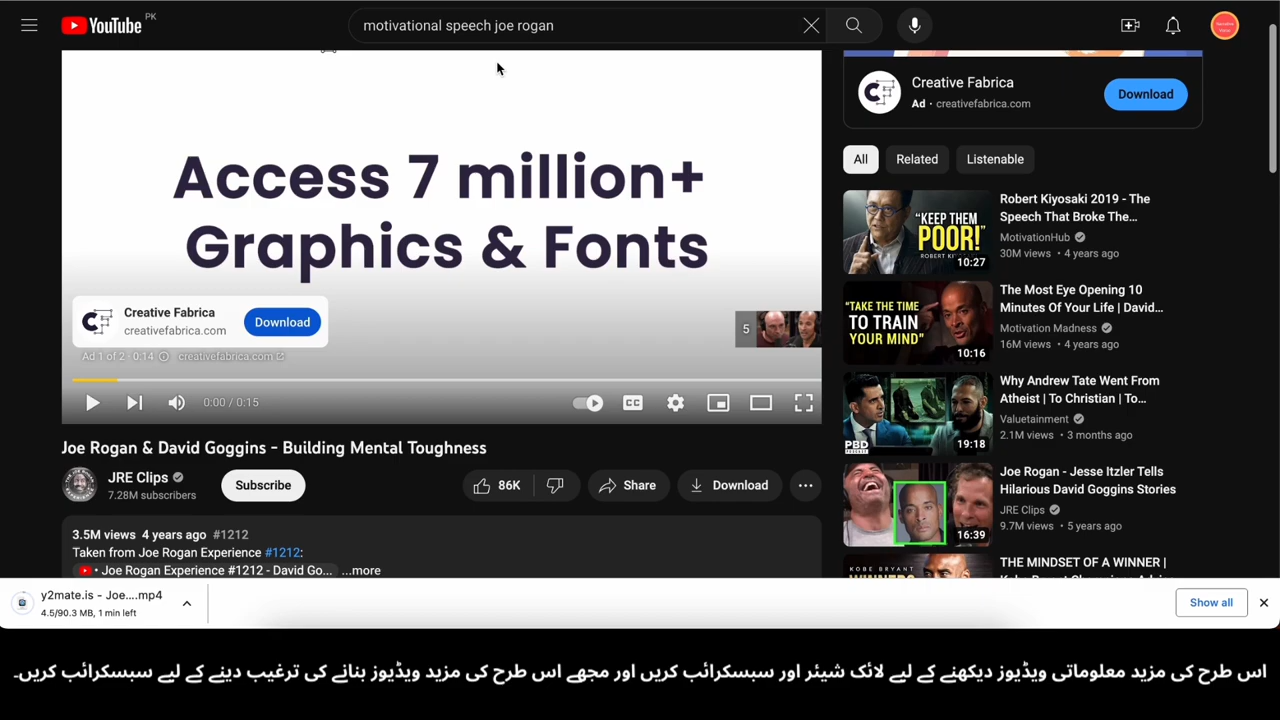 YouTube PK
motivational speech joe rogan
Access 7 million+
Graphics & Fonts
Creative Fabrica
creativefabrica.com
Download
Ad 1 of 2 · 0:14
creativefabrica.com
5
0:00 / 0:15
CC
Joe Rogan & David Goggins - Building Mental Toughness
JRE Clips
7.28M subscribers
Subscribe
86K
Share
Download
3.5M views 4 years ago #1212
Taken from Joe Rogan Experience #1212:
• Joe Rogan Experience #1212 - David Go... ...more
Creative Fabrica
Ad · creativefabrica.com
Download
All
Related
Listenable
"KEEP THEM
POOR!"
ROBERT KIYOSAKI
10:27
Robert Kiyosaki 2019 - The
Speech That Broke The...
MotivationHub
30M views • 4 years ago
"TAKE THE TIME
TO TRAIN
YOUR MIND"
10:16
The Most Eye Opening 10
Minutes Of Your Life | David...
Motivation Madness
16M views • 4 years ago
PBD
PODCAST
19:18
Why Andrew Tate Went From
Atheist | To Christian | To...
Valuetainment
2.1M views • 3 months ago
16:39
Joe Rogan - Jesse Itzler Tells
Hilarious David Goggins Stories
JRE Clips
9.7M views • 5 years ago
KOBE BRYANT
THE MINDSET OF A WINNER |
y2mate.is - Joe....mp4
4.5/90.3 MB, 1 min left
Show all
اس طرح کی مزید معلوماتی ویڈیوز دیکھنے کے لیے لائک شیئر اور سبسکرائب کریں اور مجھے اس طرح کی مزید ویڈیوز بنانے کی ترغیب دینے کے لیے سبسکرائب کریں۔